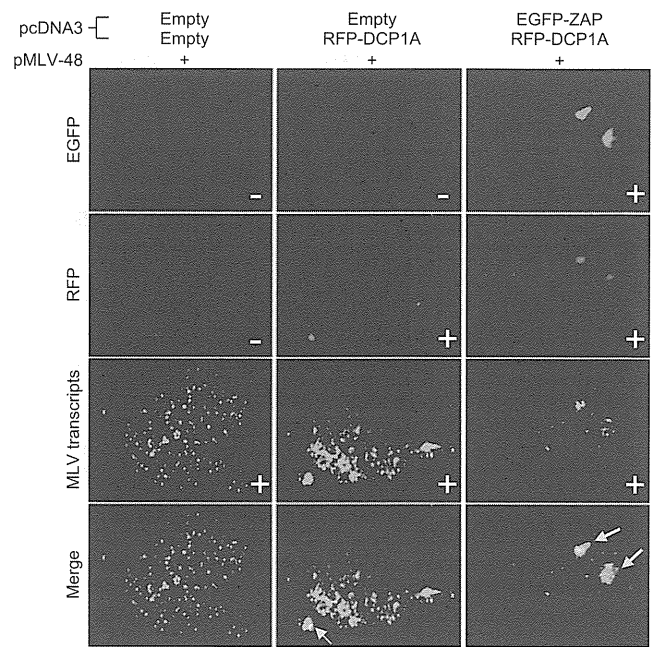 Empty Empty EGFP-ZAP
pcDNA3 Empty RFP-DCP1A RFP-DCP1A
pMLV-48 + + +
EGFP - - +
RFP - + +
MLV transcripts + + +
Merge